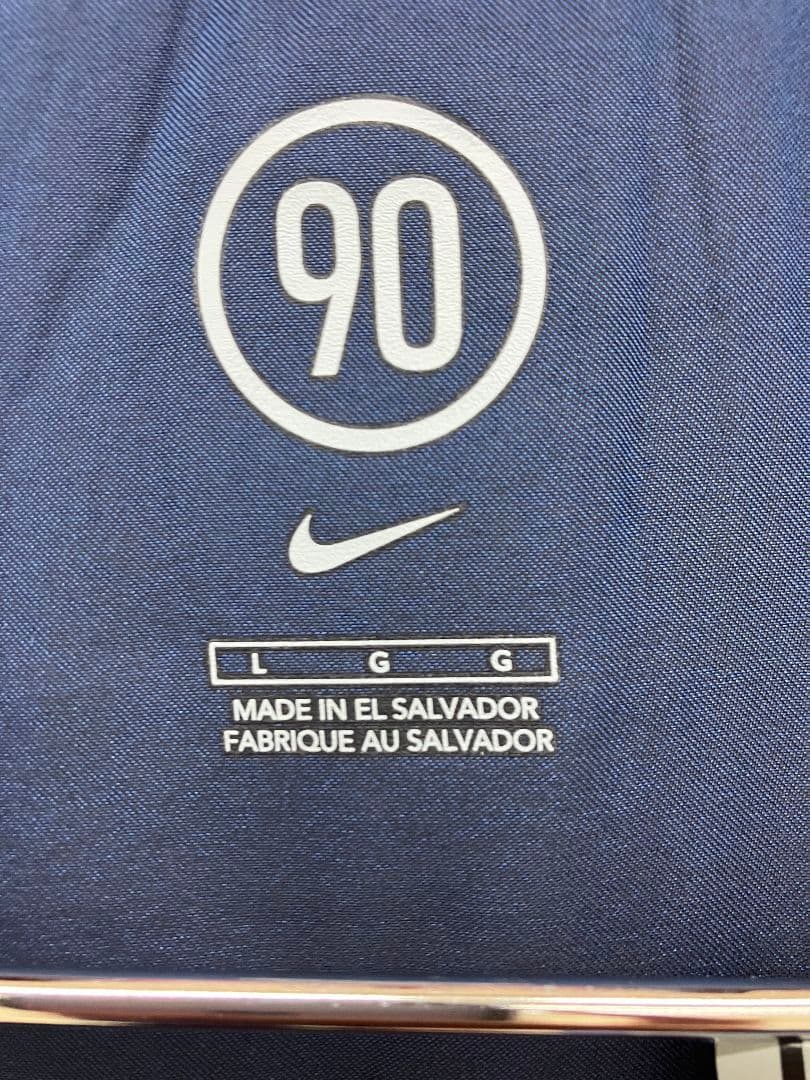 90
L G G
MADE IN EL SALVADOR
FABRIQUE AU SALVADOR